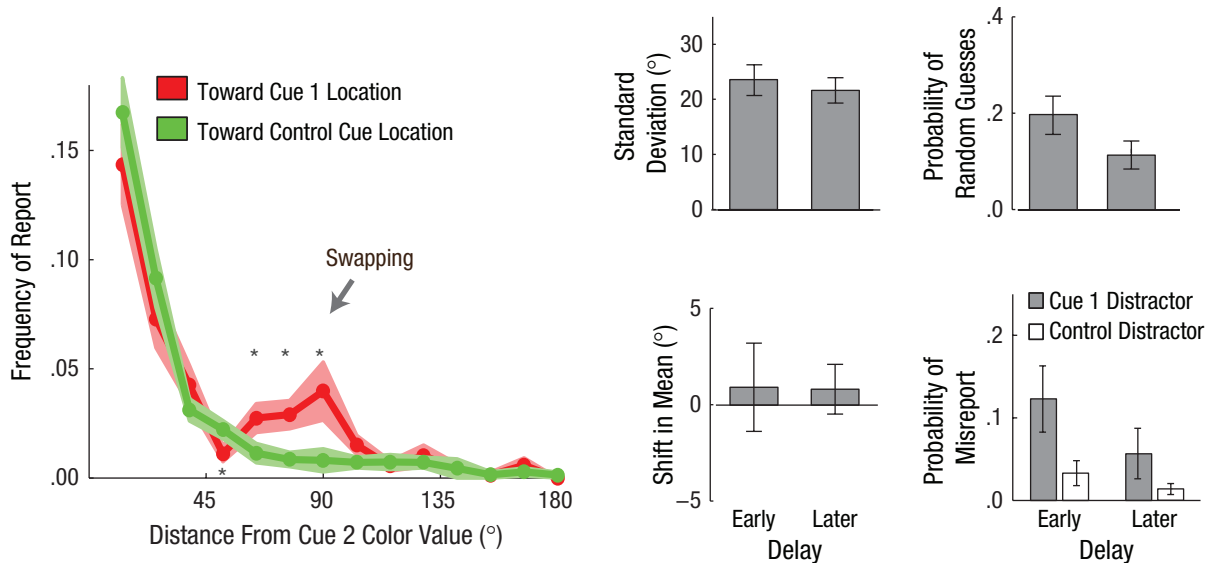 Toward Cue 1 Location
Toward Control Cue Location
Frequency of Report
.15
.10
.05
.00
Swapping
* * *
*
45 90 135 180
Distance From Cue 2 Color Value (°)
Standard
Deviation (°)
30
20
10
0
Probability of
Random Guesses
.4
.2
.0
Shift in Mean (°)
5
0
−5
Early Later
Delay
Probability of
Misreport
.2
.1
.0
Cue 1 Distractor
Control Distractor
Early Later
Delay